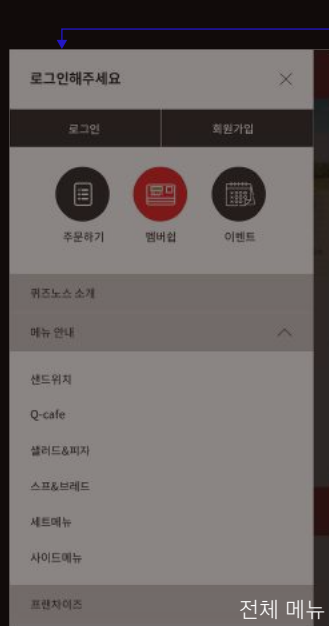 로그인해주세요
로그인 회원가입
주문하기 멤버쉽 이벤트
퀴즈노스 소개
메뉴 안내
샌드위치
Q-cafe
샐러드&피자
스프&브레드
세트메뉴
사이드메뉴
프랜차이즈
전체 메뉴